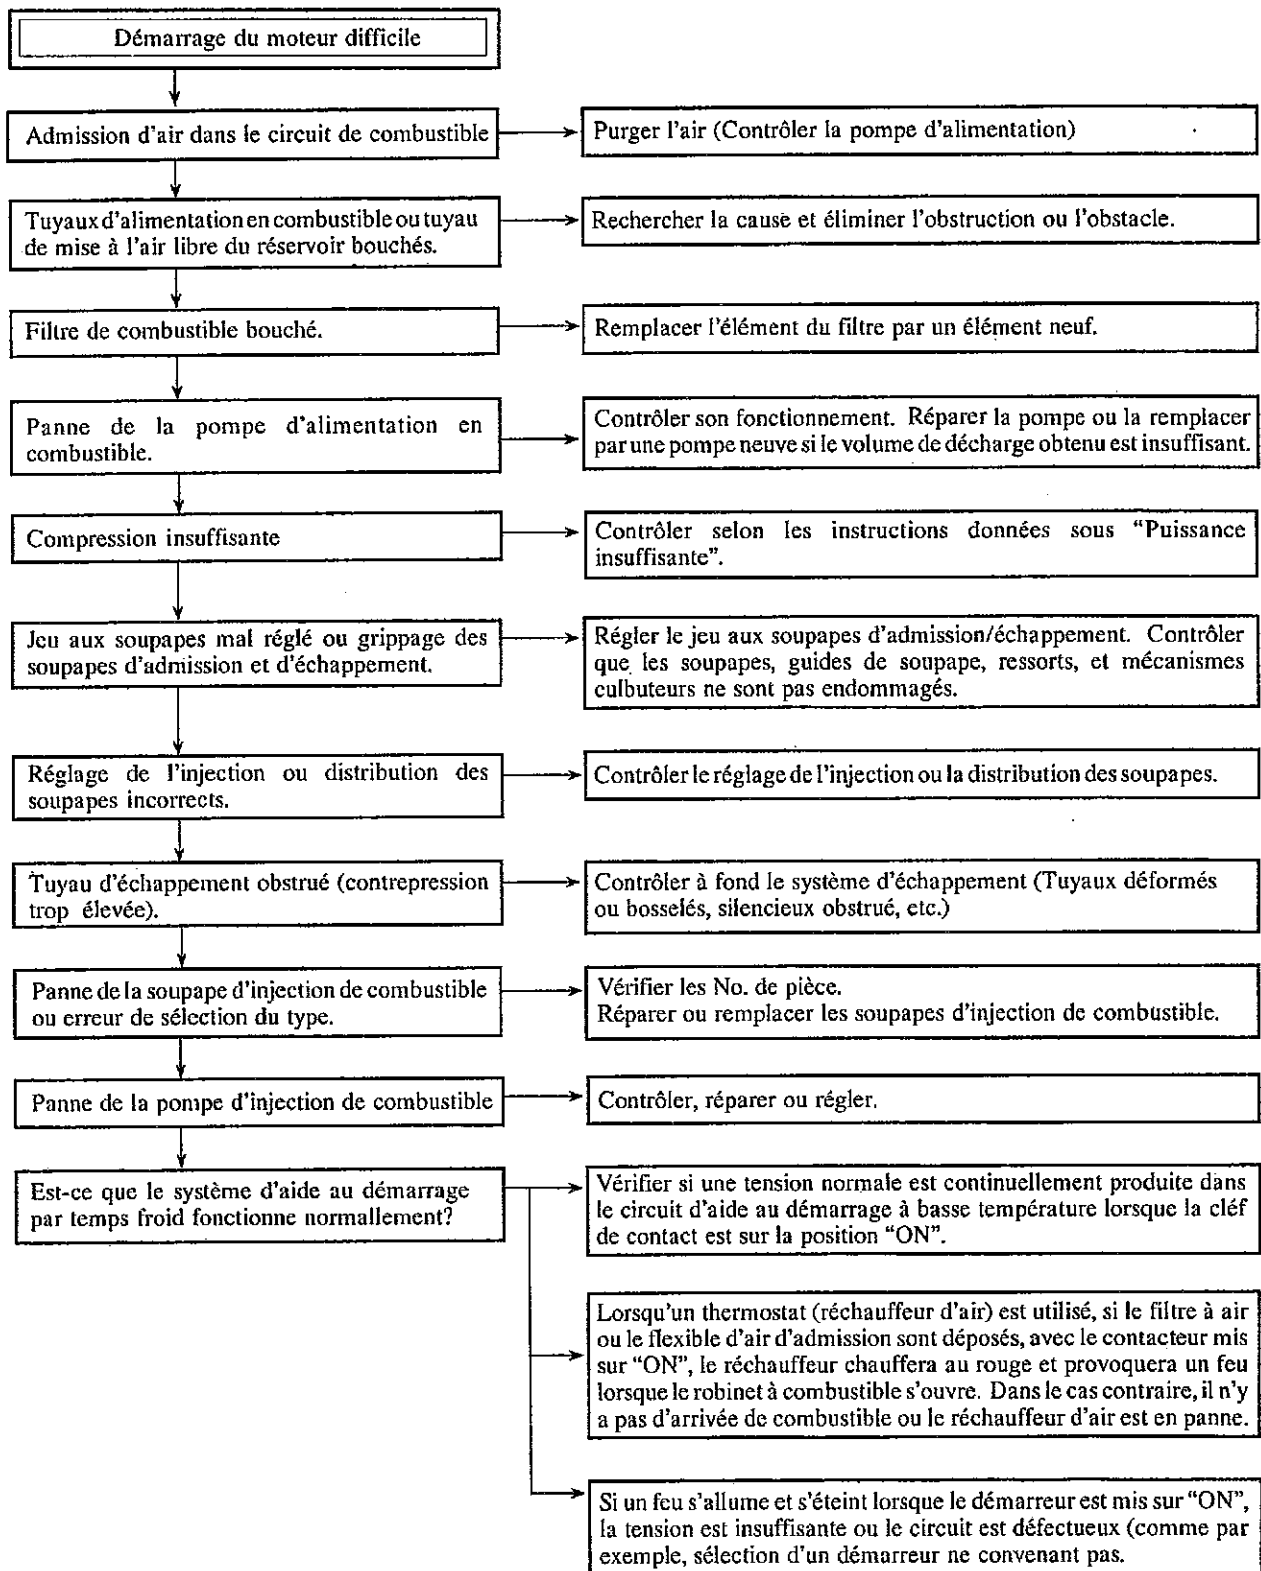 Démarrage du moteur difficile
Admission d'air dans le circuit de combustible
Purger l'air (Contrôler la pompe d'alimentation)
Tuyaux d'alimentation en combustible ou tuyau
de mise à l'air libre du réservoir bouchés.
Rechercher la cause et éliminer l'obstruction ou l'obstacle.
Filtre de combustible bouché.
Remplacer l'élément du filtre par un élément neuf.
Panne de la pompe d'alimentation en
combustible.
Contrôler son fonctionnement. Réparer la pompe ou la remplacer
par une pompe neuve si le volume de décharge obtenu est insuffisant.
Compression insuffisante
Contrôler selon les instructions données sous “Puissance
insuffisante”.
Jeu aux soupapes mal réglé ou grippage des
soupapes d'admission et d'échappement.
Régler le jeu aux soupapes d'admission/échappement. Contrôler
que les soupapes, guides de soupape, ressorts, et mécanismes
culbuteurs ne sont pas endommagés.
Réglage de l'injection ou distribution des
soupapes incorrects.
Contrôler le réglage de l'injection ou la distribution des soupapes.
Tuyau d'échappement obstrué (contrepression
trop élevée).
Contrôler à fond le système d'échappement (Tuyaux déformés
ou bosselés, silencieux obstrué, etc.)
Panne de la soupape d'injection de combustible
ou erreur de sélection du type.
Vérifier les No. de pièce.
Réparer ou remplacer les soupapes d'injection de combustible.
Panne de la pompe d'injection de combustible
Contrôler, réparer ou régler.
Est-ce que le système d'aide au démarrage
par temps froid fonctionne normallement?
Vérifier si une tension normale est continuellement produite dans
le circuit d'aide au démarrage à basse température lorsque la cléf
de contact est sur la position “ON”.
Lorsqu'un thermostat (réchauffeur d'air) est utilisé, si le filtre à air
ou le flexible d'air d'admission sont déposés, avec le contacteur mis
sur “ON”, le réchauffeur chauffera au rouge et provoquera un feu
lorsque le robinet à combustible s'ouvre. Dans le cas contraire, il n'y
a pas d'arrivée de combustible ou le réchauffeur d'air est en panne.
Si un feu s'allume et s'éteint lorsque le démarreur est mis sur “ON”,
la tension est insuffisante ou le circuit est défectueux (comme par
exemple, sélection d'un démarreur ne convenant pas.